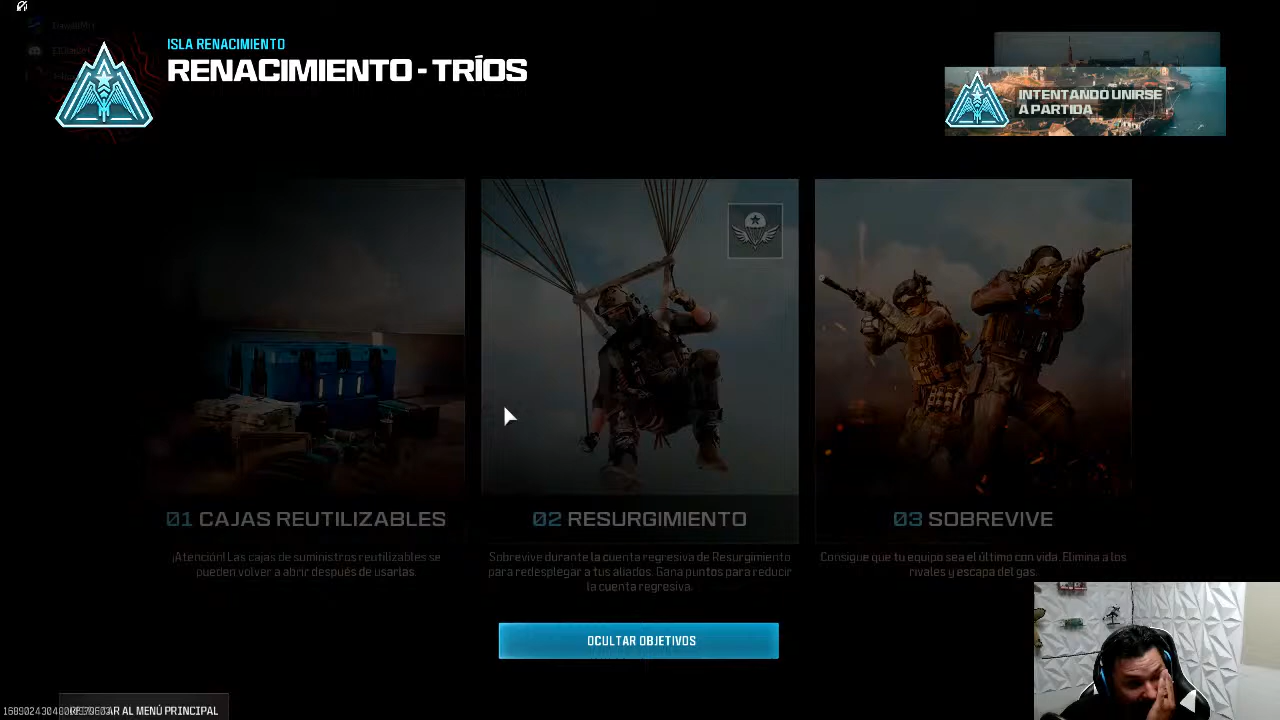 ISLA RENACIMIENTO
RENACIMIENTO - TRÍOS
INTENTANDO UNIRSE
A PARTIDA
01 CAJAS REUTILIZABLES
¡Atención! Las cajas de suministros reutilizables se
pueden volver a abrir después de usarlas.
02 RESURGIMIENTO
Sobrevive durante la cuenta regresiva de Resurgimiento
para redesplegar a tus aliados. Gana puntos para reducir
la cuenta regresiva.
03 SOBREVIVE
Consigue que tu equipo sea el último con vida. Elimina a los
rivales y escapa del gas.
OCULTAR OBJETIVOS
AL MENÚ PRINCIPAL